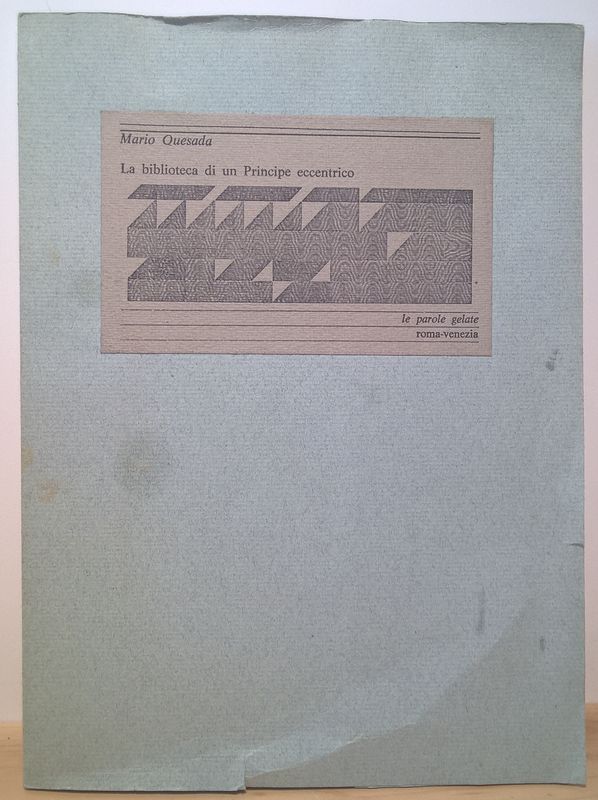 Mario Quesada
La biblioteca di un Principe eccentrico
le parole gelate
roma-venezia